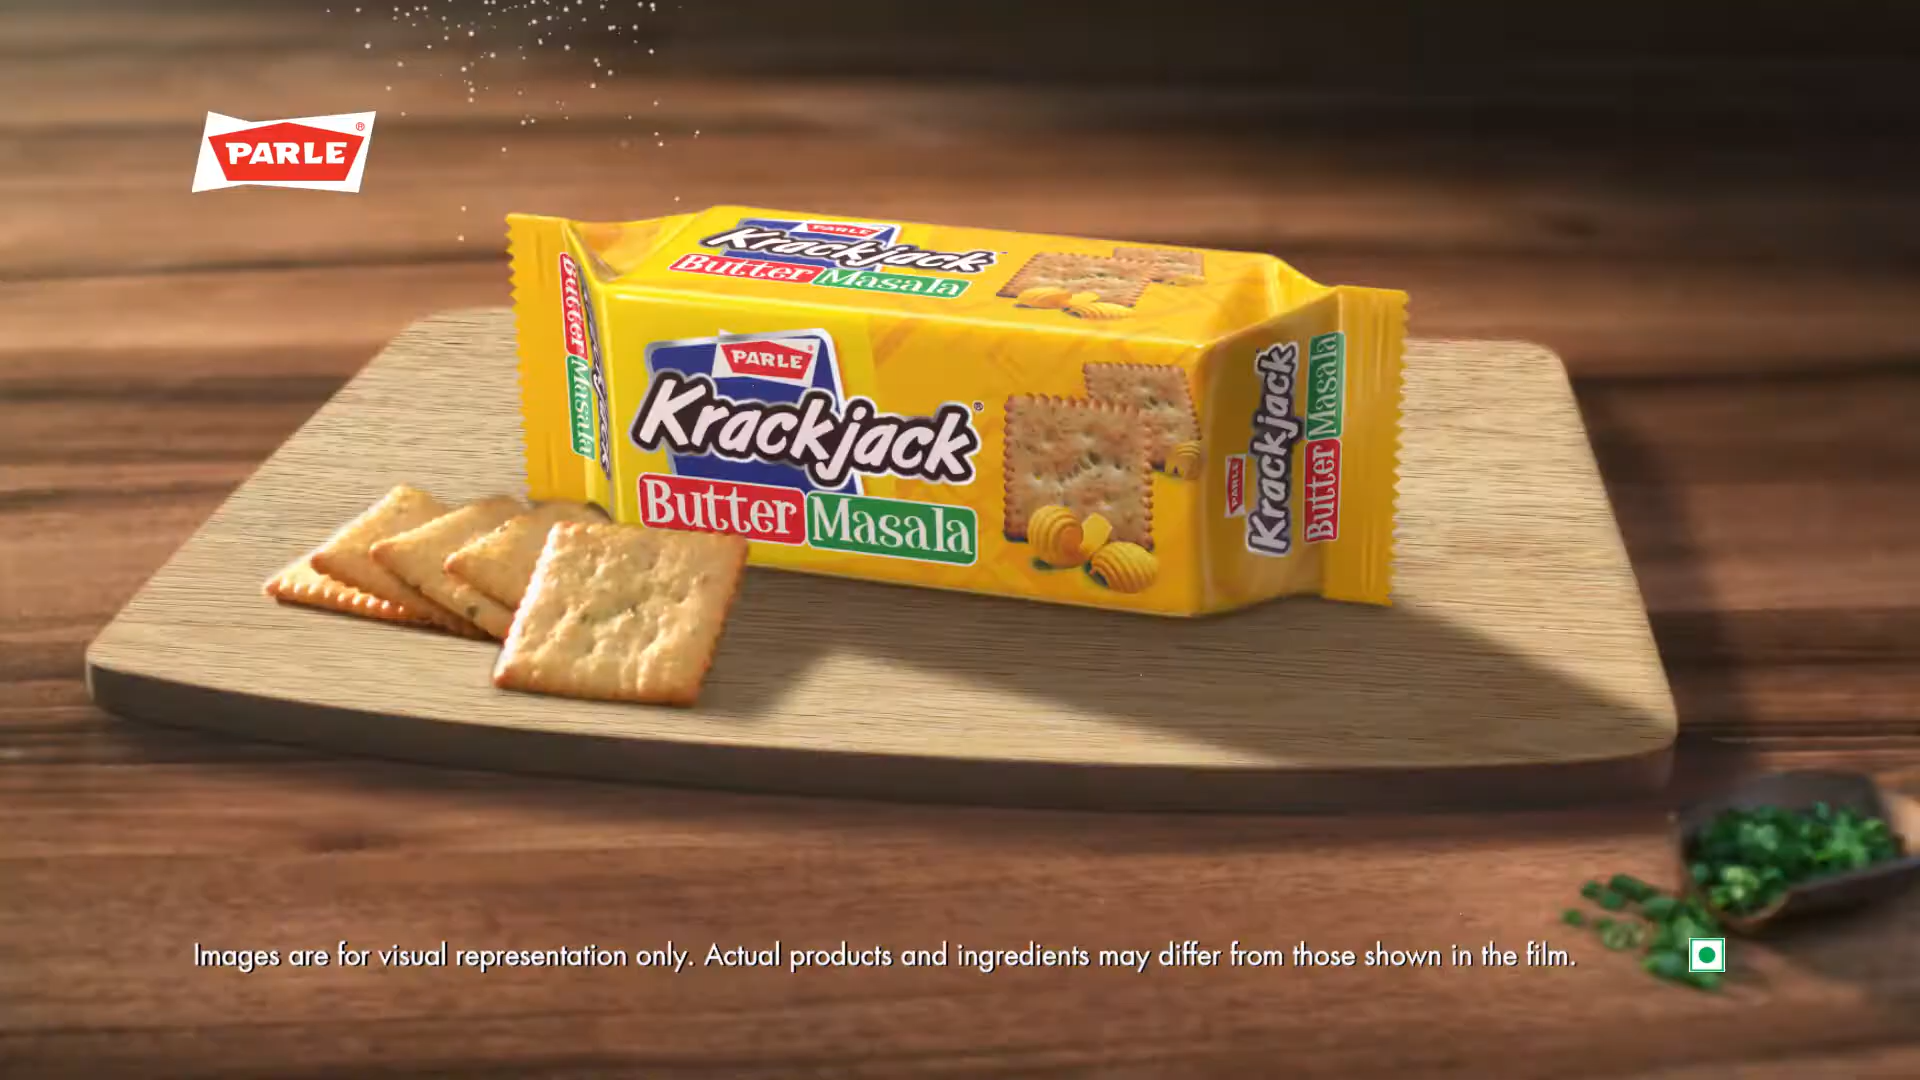 PARLE
PARLE
Krackjack
Butter Masala
Butter Masala
PARLE
Krackjack
Butter Masala
PARLE
Krackjack
Butter Masala
Images are for visual representation only. Actual products and ingredients may differ from those shown in the film.